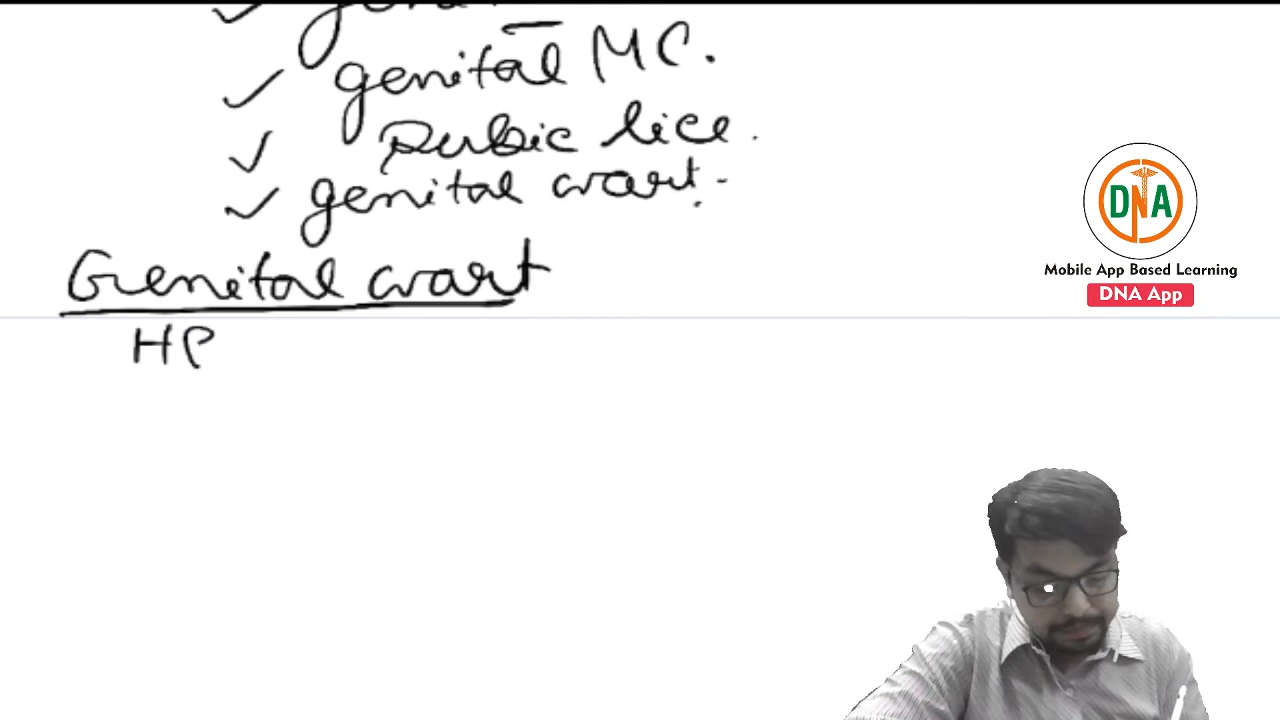 genital MC.
Pubic lice.
genital wart.
Genital wart
HP
DNA
Mobile App Based Learning
DNA App